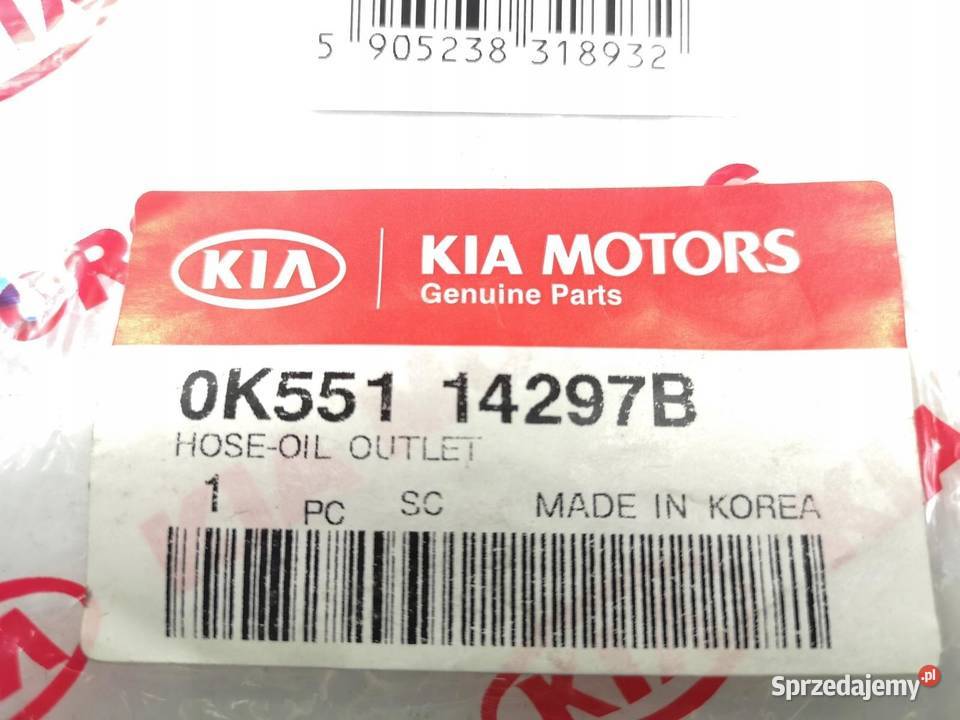 5 905238 318932
KIA
KIA MOTORS
Genuine Parts
0K551 14297B
HOSE-OIL OUTLET
1 PC SC MADE IN KOREA
KIA
Sprzedajemy.pl